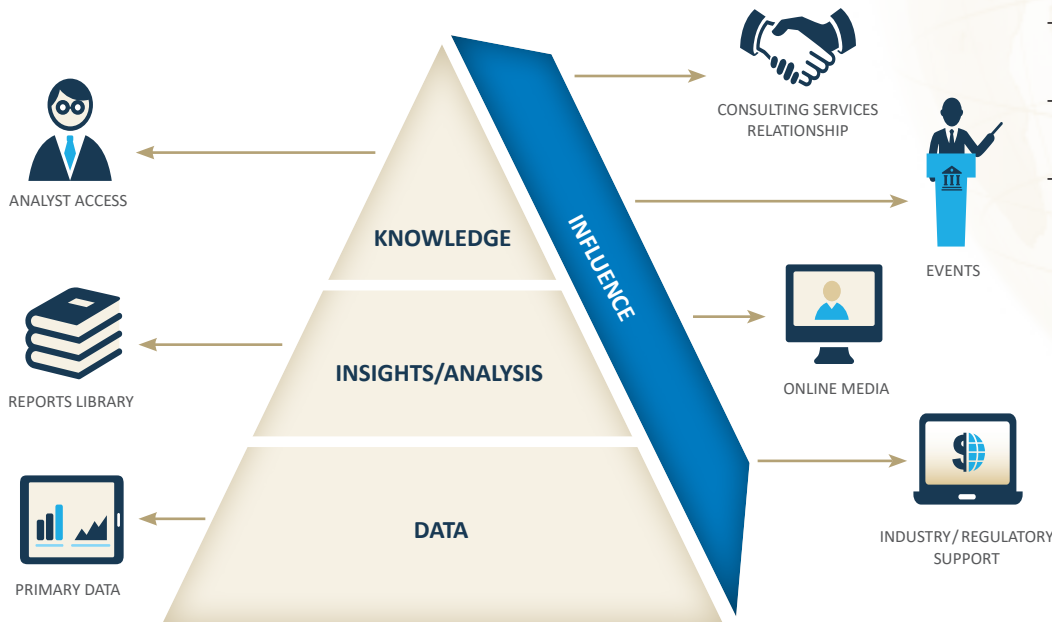 CONSULTING SERVICES
RELATIONSHIP
ANALYST ACCESS
KNOWLEDGE
INFLUENCE
EVENTS
INSIGHTS/ANALYSIS
ONLINE MEDIA
REPORTS LIBRARY
$
DATA
INDUSTRY/REGULATORY
SUPPORT
PRIMARY DATA